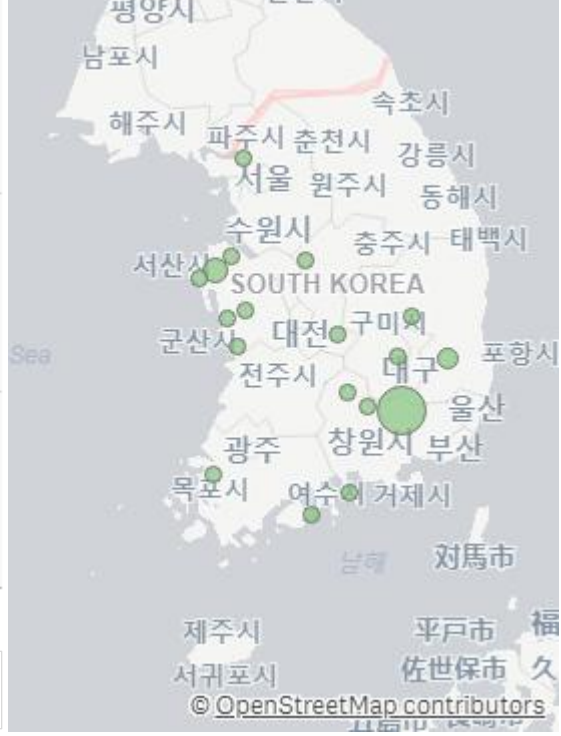 평양시
남포시
속초시
해주시
파주시
춘천시
강릉시
서울
원주시
동해시
수원시
충주시
태백시
서산시
SOUTH KOREA
대전
구미시
군산시
Sea
포항시
대구
전주시
울산
창원시
부산
광주
목포시
여수시
거제시
남해
対馬市
제주시
平戸市
福
서귀포시
佐世保市
久
© OpenStreetMap contributors